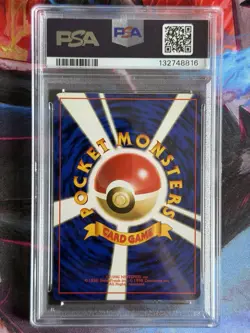 PSA PSA
132748816
POCKET MONSTERS
CARD GAME